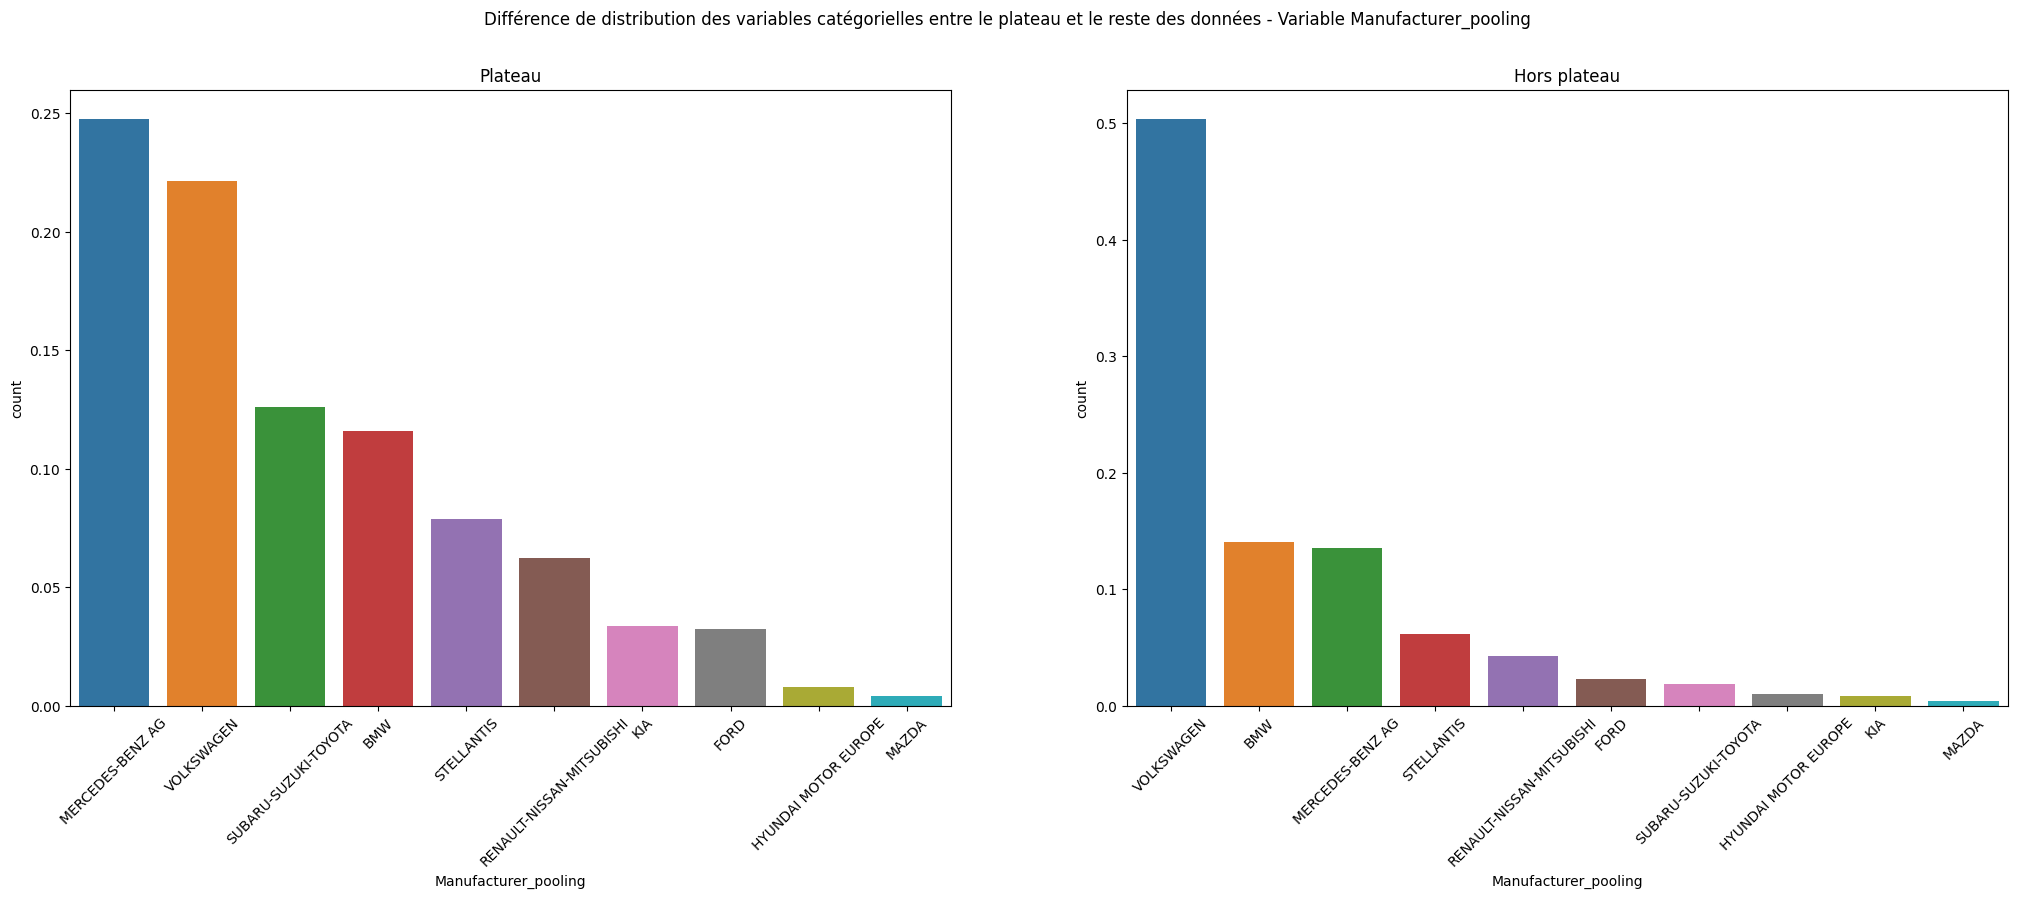 Différence de distribution des variables catégorielles entre le plateau et le reste des données - Variable Manufacturer_pooling
Plateau
0.25
0.20
0.15
0.10
0.05
0.00
count
MERCEDES-BENZ AG
VOLKSWAGEN
SUBARU-SUZUKI-TOYOTA
BMW
STELLANTIS
RENAULT-NISSAN-MITSUBISHI
KIA
FORD
HYUNDAI MOTOR EUROPE
MAZDA
Manufacturer_pooling
Hors plateau
0.5
0.4
0.3
0.2
0.1
0.0
count
VOLKSWAGEN
BMW
MERCEDES-BENZ AG
STELLANTIS
RENAULT-NISSAN-MITSUBISHI
FORD
SUBARU-SUZUKI-TOYOTA
HYUNDAI MOTOR EUROPE
KIA
MAZDA
Manufacturer_pooling